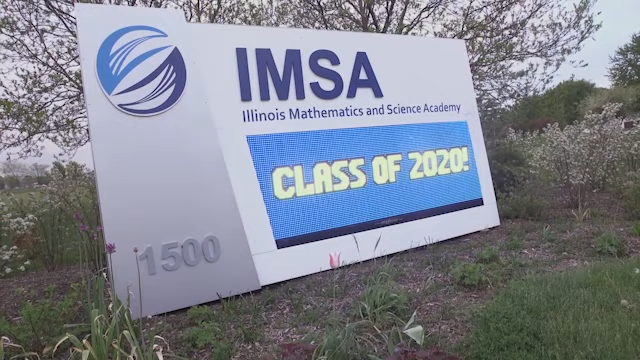 IMSA
Illinois Mathematics and Science Academy
CLASS OF 2020!
1500